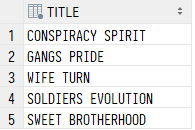 TITLE
1 CONSPIRACY SPIRIT
2 GANGS PRIDE
3 WIFE TURN
4 SOLDIERS EVOLUTION
5 SWEET BROTHERHOOD